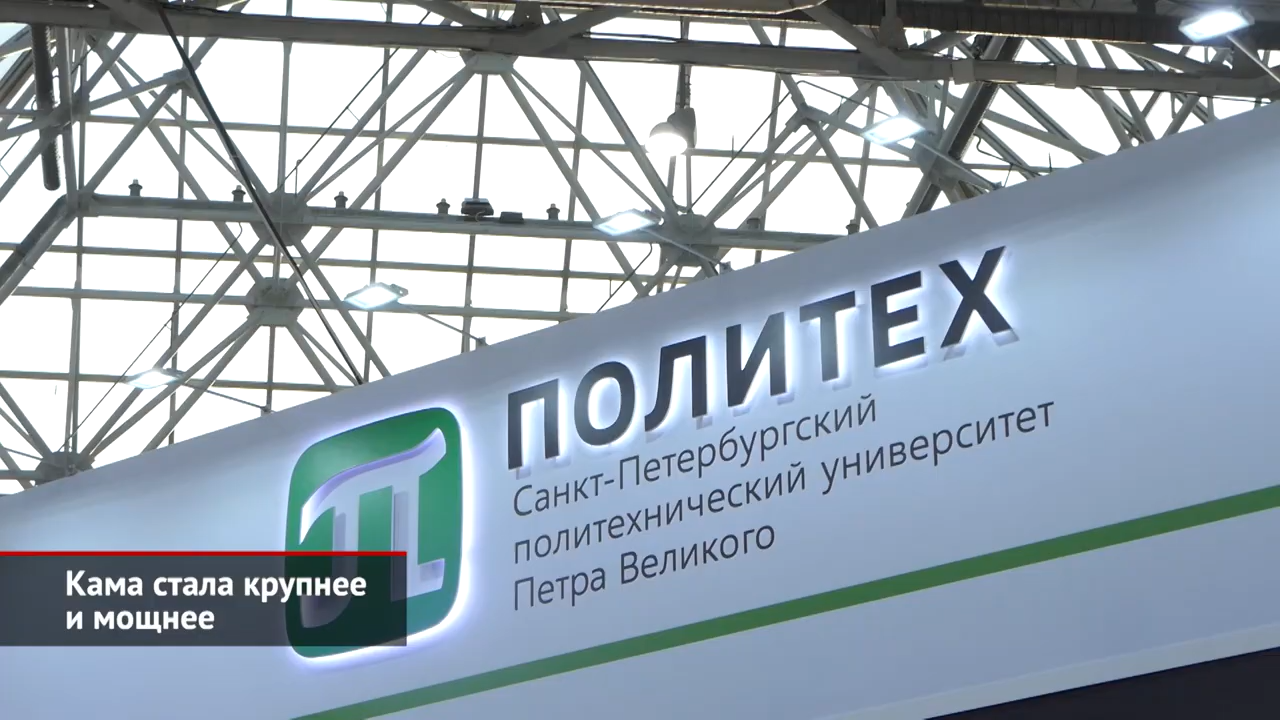 ПОЛИТЕХ
Санкт-Петербургский
политехнический университет
Петра Великого
Кама стала крупнее
и мощнее